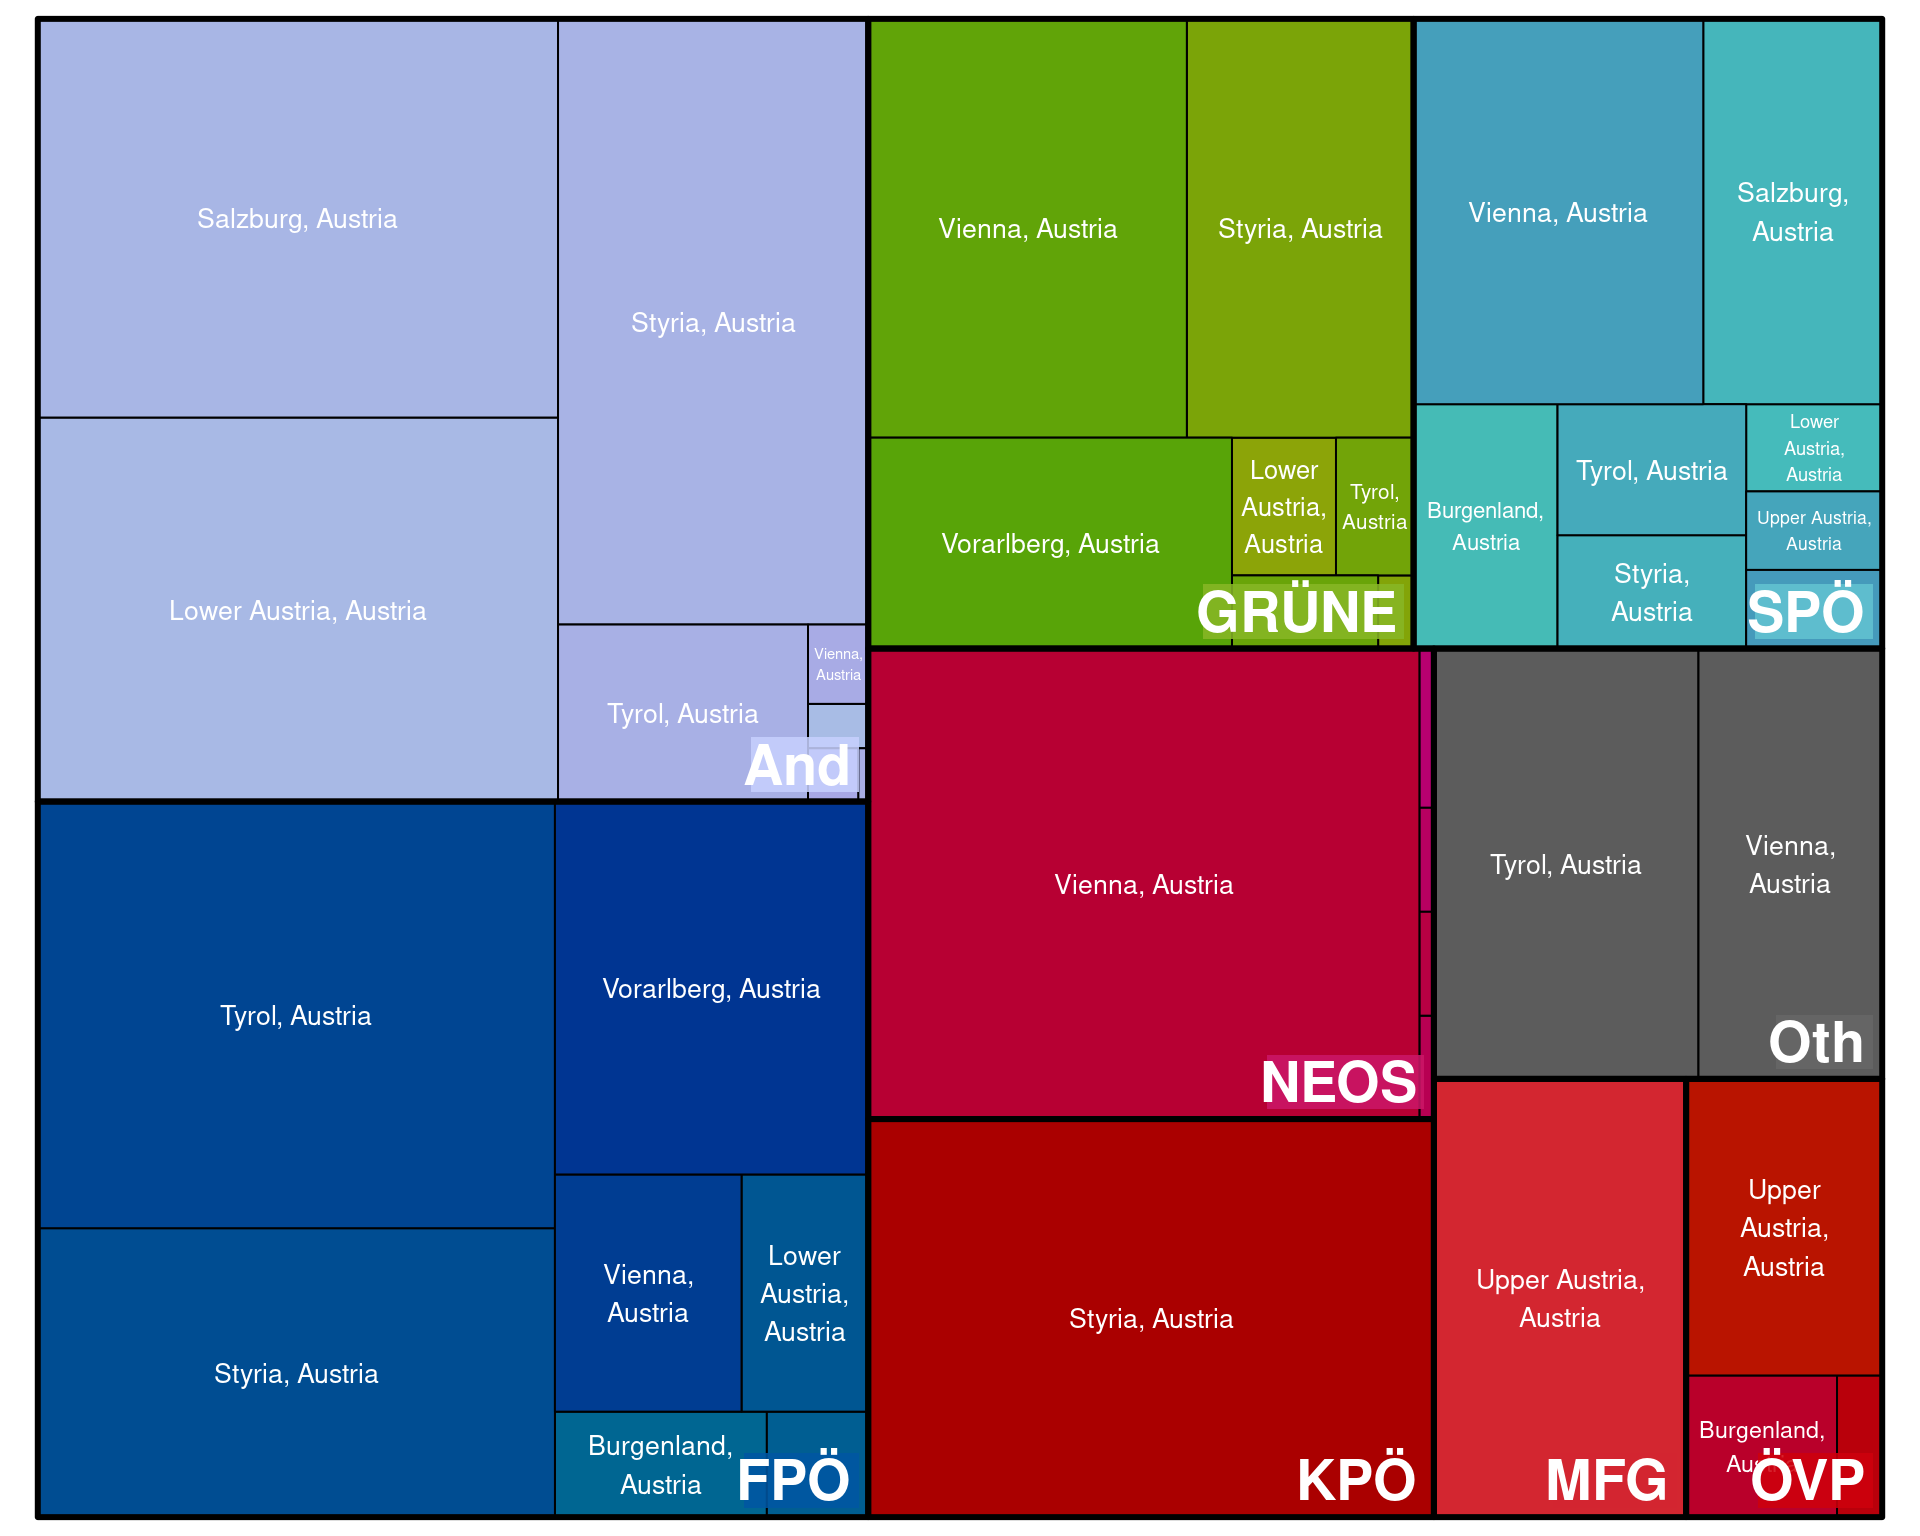 Salzburg, Austria
Styria, Austria
Lower Austria, Austria
Tyrol, Austria
Vienna,
Austria
And
Vienna, Austria
Styria, Austria
Vorarlberg, Austria
Lower
Austria,
Austria
Tyrol,
Austria
GRÜNE
Vienna, Austria
Salzburg,
Austria
Burgenland,
Austria
Tyrol, Austria
Styria,
Austria
Lower
Austria,
Austria
Upper Austria,
Austria
SPÖ
Tyrol, Austria
Vorarlberg, Austria
Styria, Austria
Vienna,
Austria
Lower
Austria,
Austria
Burgenland,
Austria
FPÖ
Vienna, Austria
NEOS
Tyrol, Austria
Vienna,
Austria
Oth
Styria, Austria
KPÖ
Upper Austria,
Austria
MFG
Upper
Austria,
Austria
Burgenland,
Austria
ÖVP